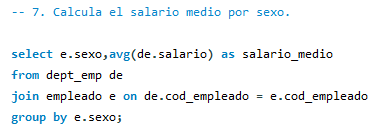 -- 7. Calcula el salario medio por sexo.
select e.sexo,avg(de.salario) as salario_medio
from dept_emp de
join empleado e on de.cod_empleado = e.cod_empleado
group by e.sexo;